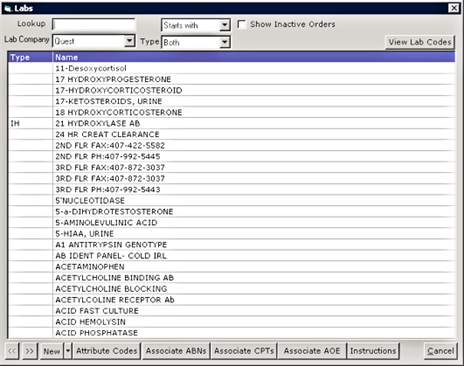 Labs
Lookup Starts with Show Inactive Orders
Lab Company Quest Type Both View Lab Codes
Type Name
11-Desoxycortisol
17 HYDROXYPROGESTERONE
17-HYDROXYCORTICOSTEROID
17-KETOSTEROIDS, URINE
18 HYDROXYCORTICOSTERONE
IH 21 HYDROXYLASE AB
24 HR CREAT CLEARANCE
2ND FLR FAX:407-422-5582
2ND FLR PH:407-992-5445
3RD FLR FAX:407-872-3037
3RD FLR FAX:407-872-3037
3RD FLR PH:407-992-5443
5'NUCLEOTIDASE
5-a-DIHYDROTESTOSTERONE
5-AMINOLEVULINIC ACID
5-HIAA, URINE
A1 ANTITRYPSIN GENOTYPE
AB IDENT PANEL- COLD IRL
ACETAMINOPHEN
ACETYLCHOLINE BINDING AB
ACETYLCHOLINE BLOCKING
ACETYLCOLINE RECEPTOR Ab
ACID FAST CULTURE
ACID HEMOLYSIN
ACID PHOSPHATASE
<< >> New Attribute Codes Associate ABNs Associate CPTs Associate AOE Instructions Cancel